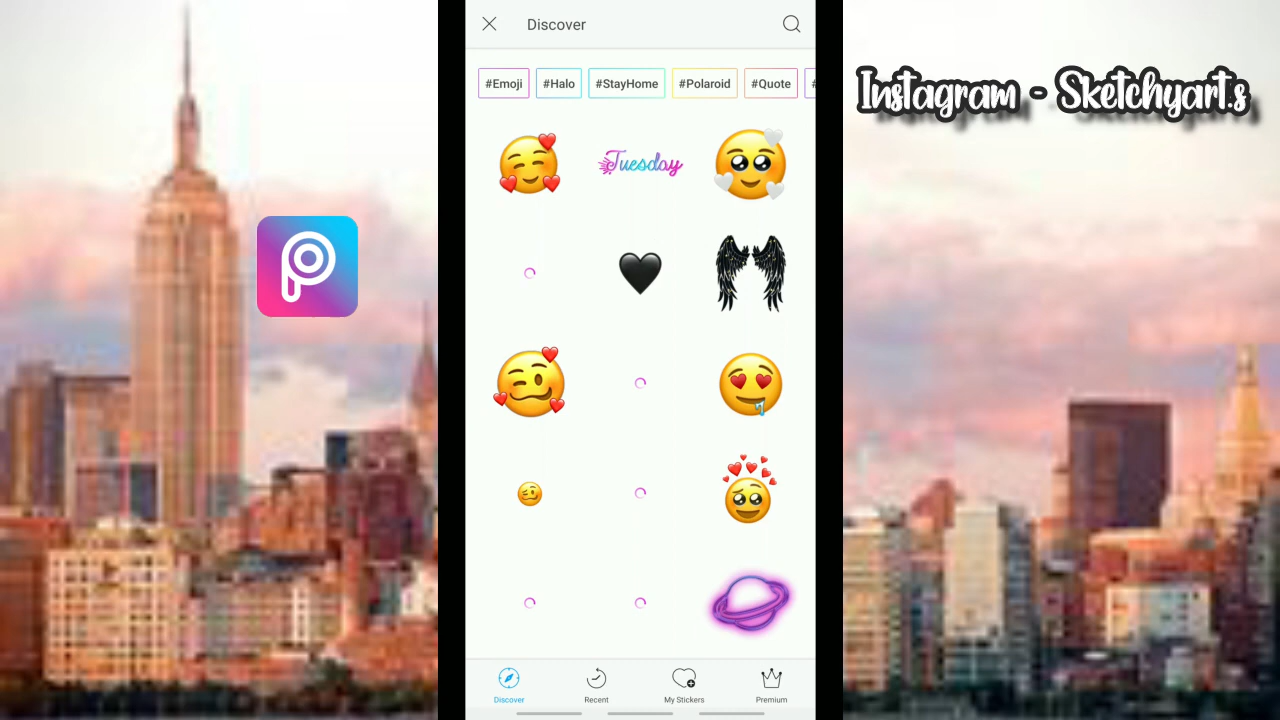 Discover
#Emoji #Halo #StayHome #Polaroid #Quote #
Instagram - Sketchyart.s
Tuesday
Discover Recent My Stickers Premium